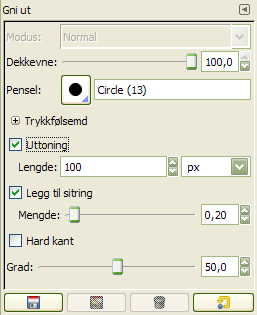 Gni ut
Modus: Normal
Dekkevne: 100,0
Pensel: Circle (13)
Trykkfølsemd
Uttoning
Lengde: 100 px
Legg til sitring
Mengde: 0,20
Hard kant
Grad: 50,0